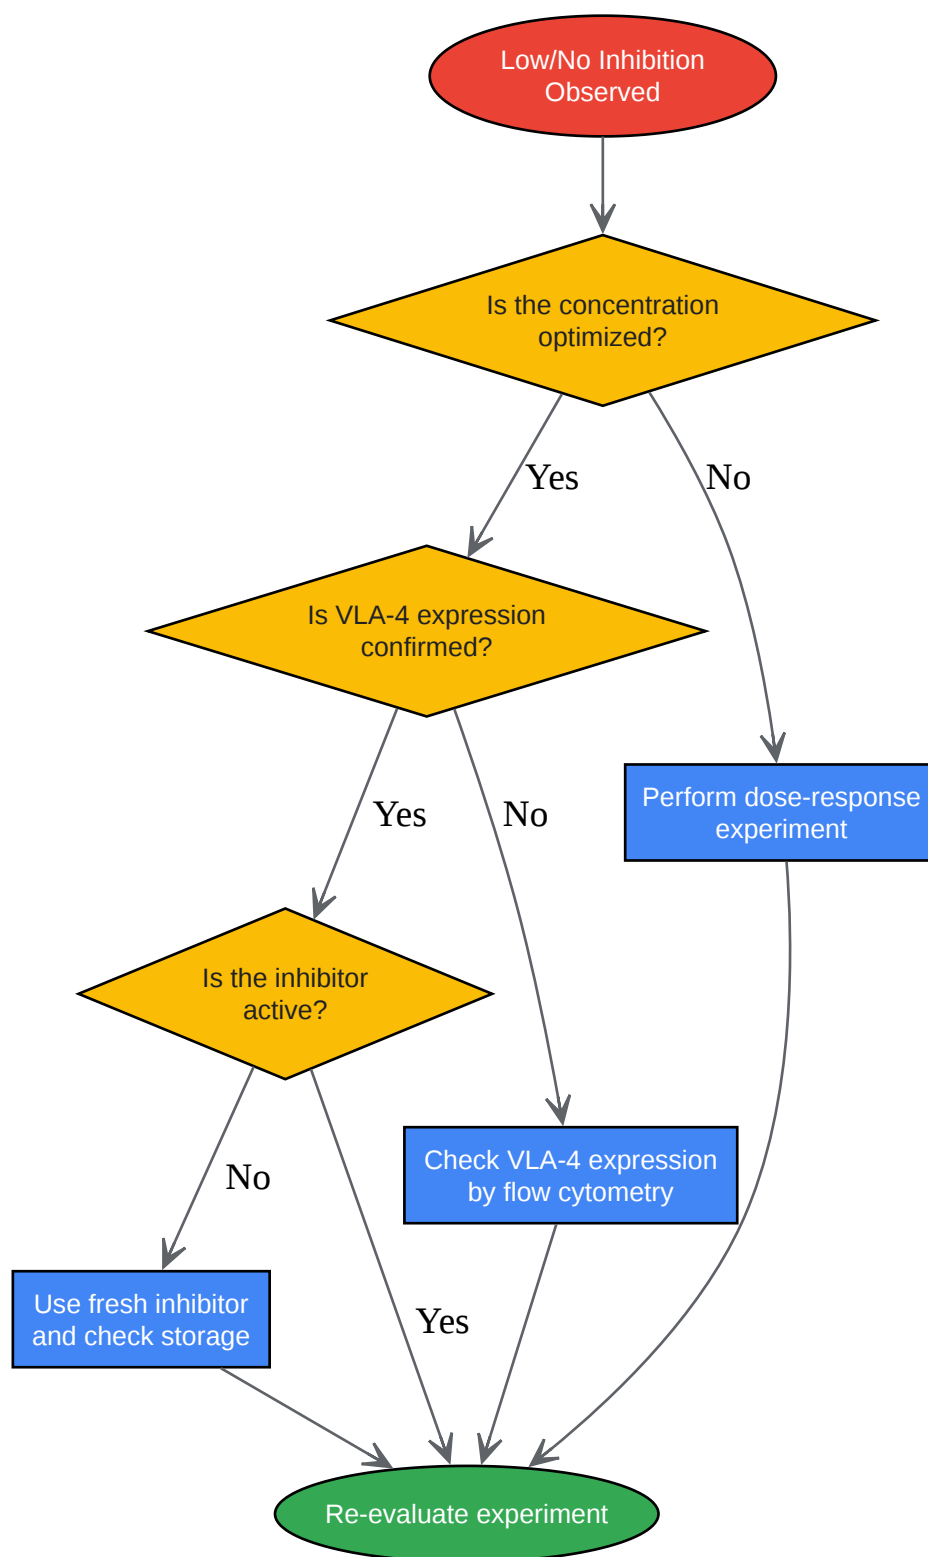 Low/No Inhibition
Observed
Is the concentration
optimized?
Yes
No
Is VLA-4 expression
confirmed?
Perform dose-response
experiment
Yes
No
Is the inhibitor
active?
Check VLA-4 expression
by flow cytometry
No
Use fresh inhibitor
and check storage
Yes
Re-evaluate experiment